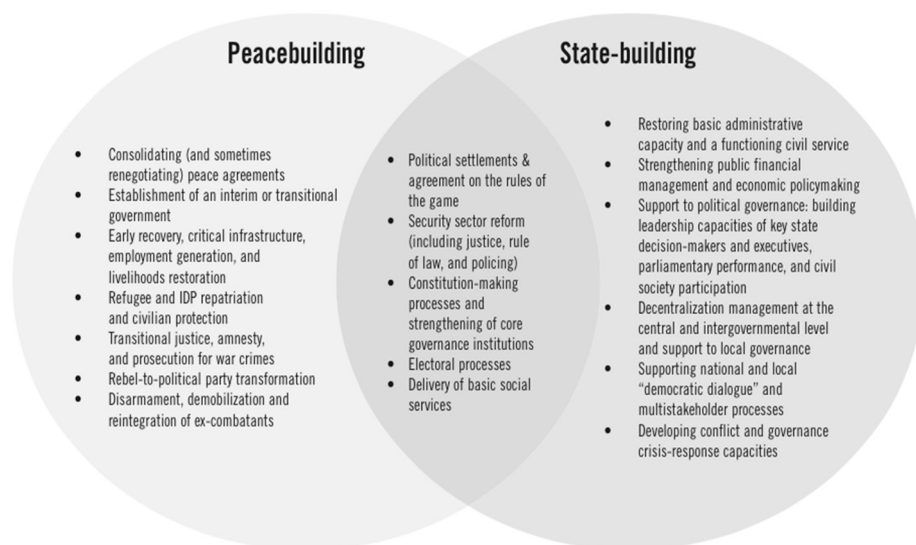 Peacebuilding
• Consolidating (and sometimes
renegotiating) peace agreements
• Establishment of an interim or transitional
government
• Early recovery, critical infrastructure,
employment generation, and
livelihoods restoration
• Refugee and IDP repatriation
and civilian protection
• Transitional justice, amnesty,
and prosecution for war crimes
• Rebel-to-political party transformation
• Disarmament, demobilization and
reintegration of ex-combatants
• Political settlements &
agreement on the rules of
the game
• Security sector reform
(including justice, rule
of law, and policing)
• Constitution-making
processes and
strengthening of core
governance institutions
• Electoral processes
• Delivery of basic social
services
State-building
• Restoring basic administrative
capacity and a functioning civil service
• Strengthening public financial
management and economic policymaking
• Support to political governance: building
leadership capacities of key state
decision-makers and executives,
parliamentary performance, and civil
society participation
• Decentralization management at the
central and intergovernmental level
and support to local governance
• Supporting national and local
“democratic dialogue” and
multistakeholder processes
• Developing conflict and governance
crisis-response capacities